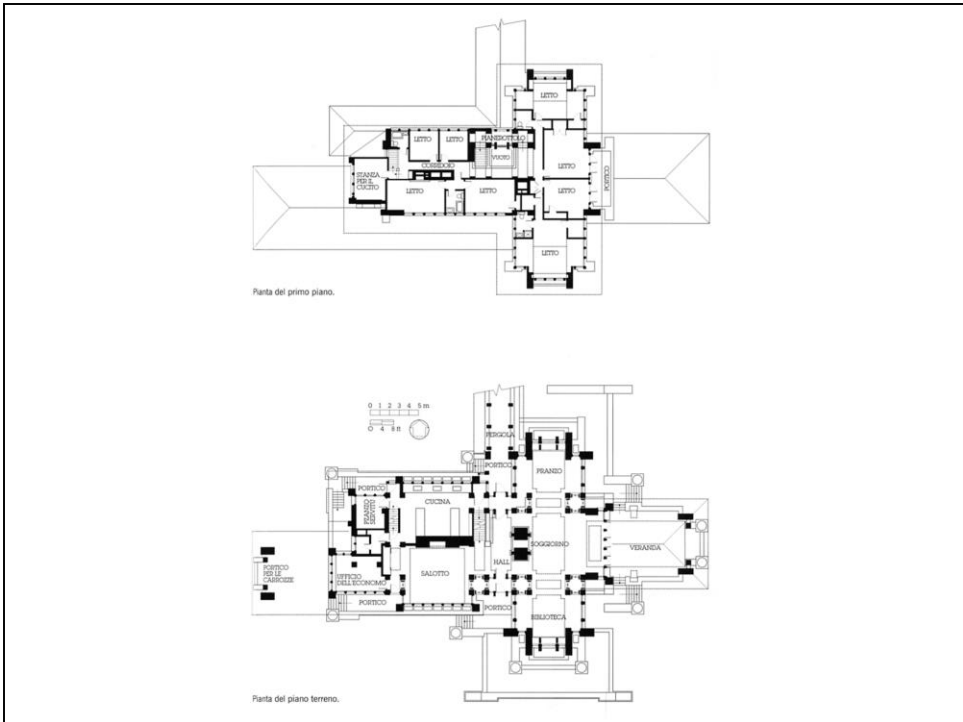 LETTO
LETTO
LETTO
PIANEROTTOLO
VUOTO
CORRIDOIO
LETTO
PORTICO
STANZA
PER IL
CUCITO
LETTO
LETTO
LETTO
LETTO
Pianta del primo piano.
0 1 2 3 4 5 m
0 4 8 ft
PERGOLA
PORTICO
PRANZO
PORTICO
CUCINA
PRANZO
SERVITÙ
SOGGIORNO
VERANDA
HALL
PORTICO
PER LE
CARROZZE
UFFICIO
DELL'ECONOMO
SALOTTO
PORTICO
PORTICO
BIBLIOTECA
Pianta del piano terreno.